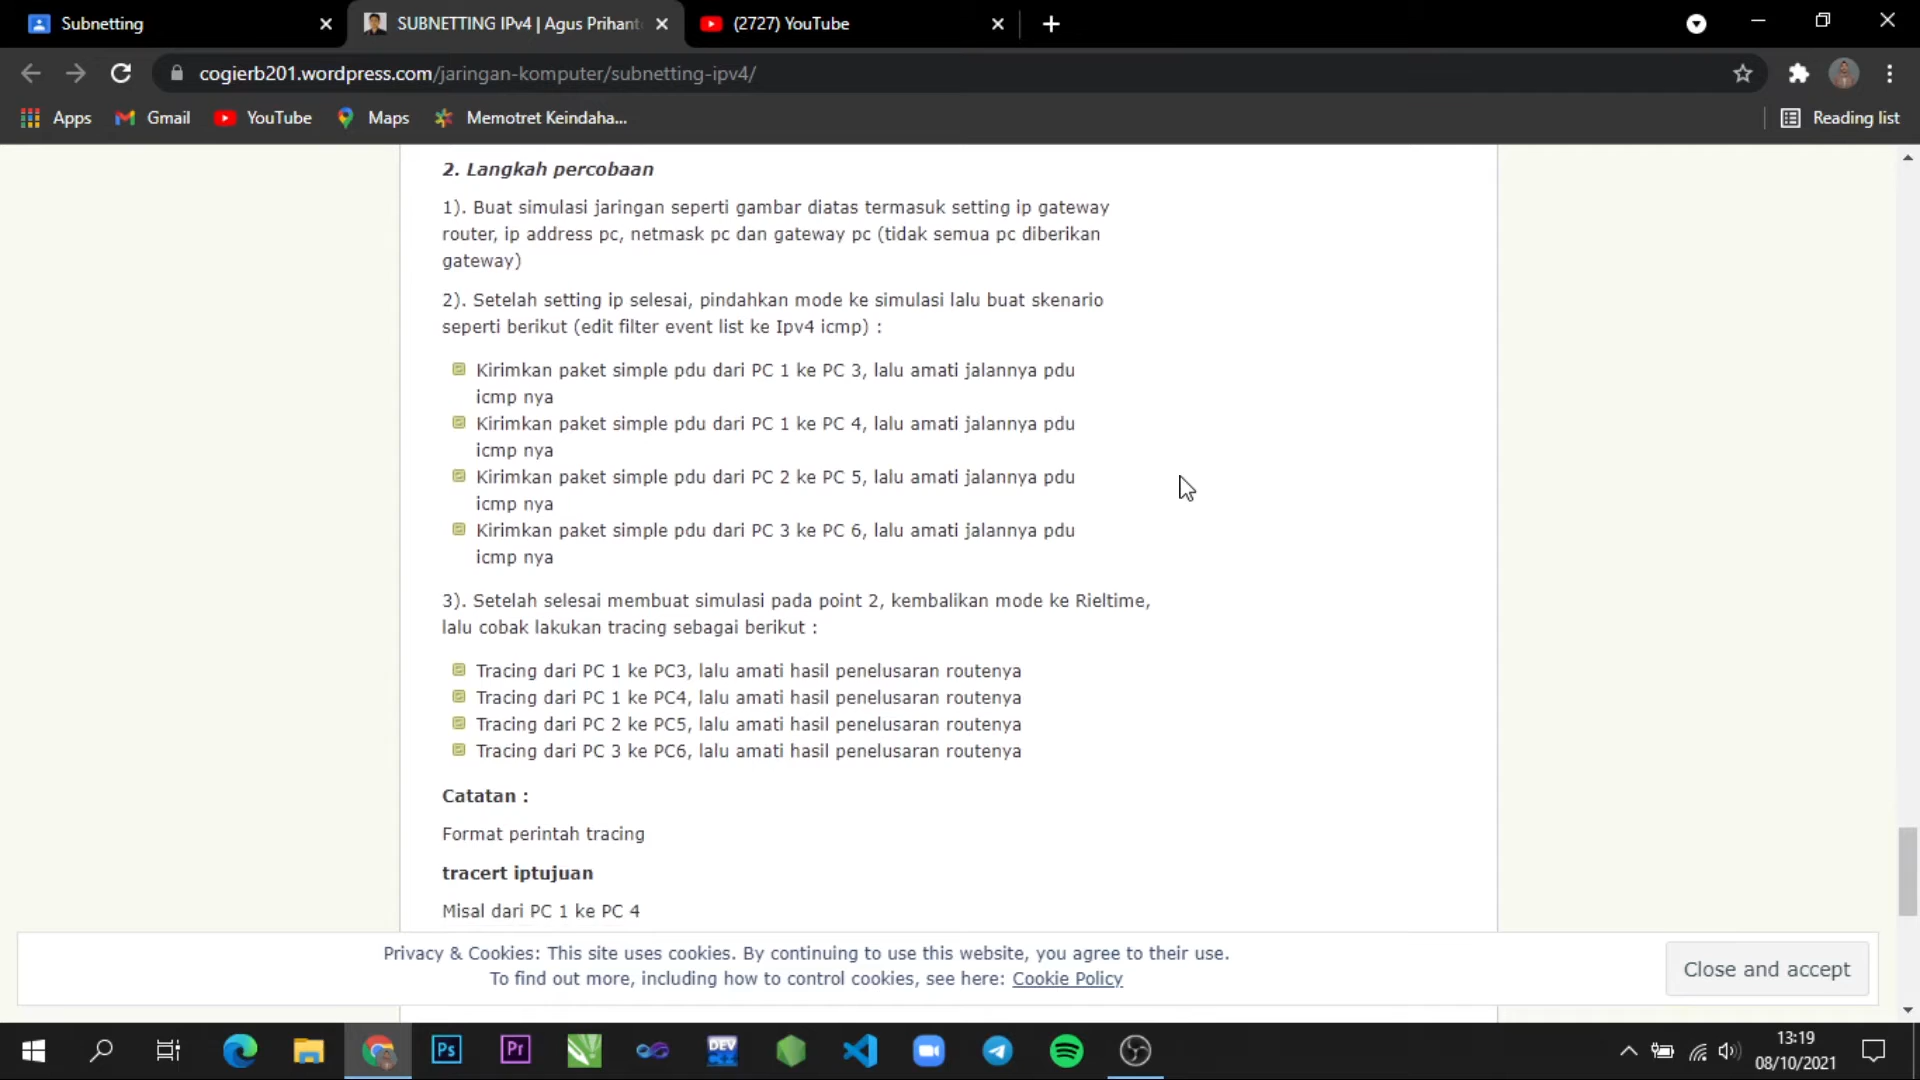 Subnetting
SUBNETTING IPv4 | Agus Prihant
(2727) YouTube
cogierb201.wordpress.com/jaringan-komputer/subnetting-ipv4/
Apps
Gmail
YouTube
Maps
Memotret Keindaha...
Reading list
2. Langkah percobaan
1). Buat simulasi jaringan seperti gambar diatas termasuk setting ip gateway
router, ip address pc, netmask pc dan gateway pc (tidak semua pc diberikan
gateway)
2). Setelah setting ip selesai, pindahkan mode ke simulasi lalu buat skenario
seperti berikut (edit filter event list ke Ipv4 icmp) :
Kirimkan paket simple pdu dari PC 1 ke PC 3, lalu amati jalannya pdu
icmp nya
Kirimkan paket simple pdu dari PC 1 ke PC 4, lalu amati jalannya pdu
icmp nya
Kirimkan paket simple pdu dari PC 2 ke PC 5, lalu amati jalannya pdu
icmp nya
Kirimkan paket simple pdu dari PC 3 ke PC 6, lalu amati jalannya pdu
icmp nya
3). Setelah selesai membuat simulasi pada point 2, kembalikan mode ke Rieltime,
lalu cobak lakukan tracing sebagai berikut :
Tracing dari PC 1 ke PC3, lalu amati hasil penelusaran routenya
Tracing dari PC 1 ke PC4, lalu amati hasil penelusaran routenya
Tracing dari PC 2 ke PC5, lalu amati hasil penelusaran routenya
Tracing dari PC 3 ke PC6, lalu amati hasil penelusaran routenya
Catatan :
Format perintah tracing
tracert iptujuan
Misal dari PC 1 ke PC 4
Privacy & Cookies: This site uses cookies. By continuing to use this website, you agree to their use.
To find out more, including how to control cookies, see here: Cookie Policy
Close and accept
Ps
Pr
DEV
13:19
08/10/2021